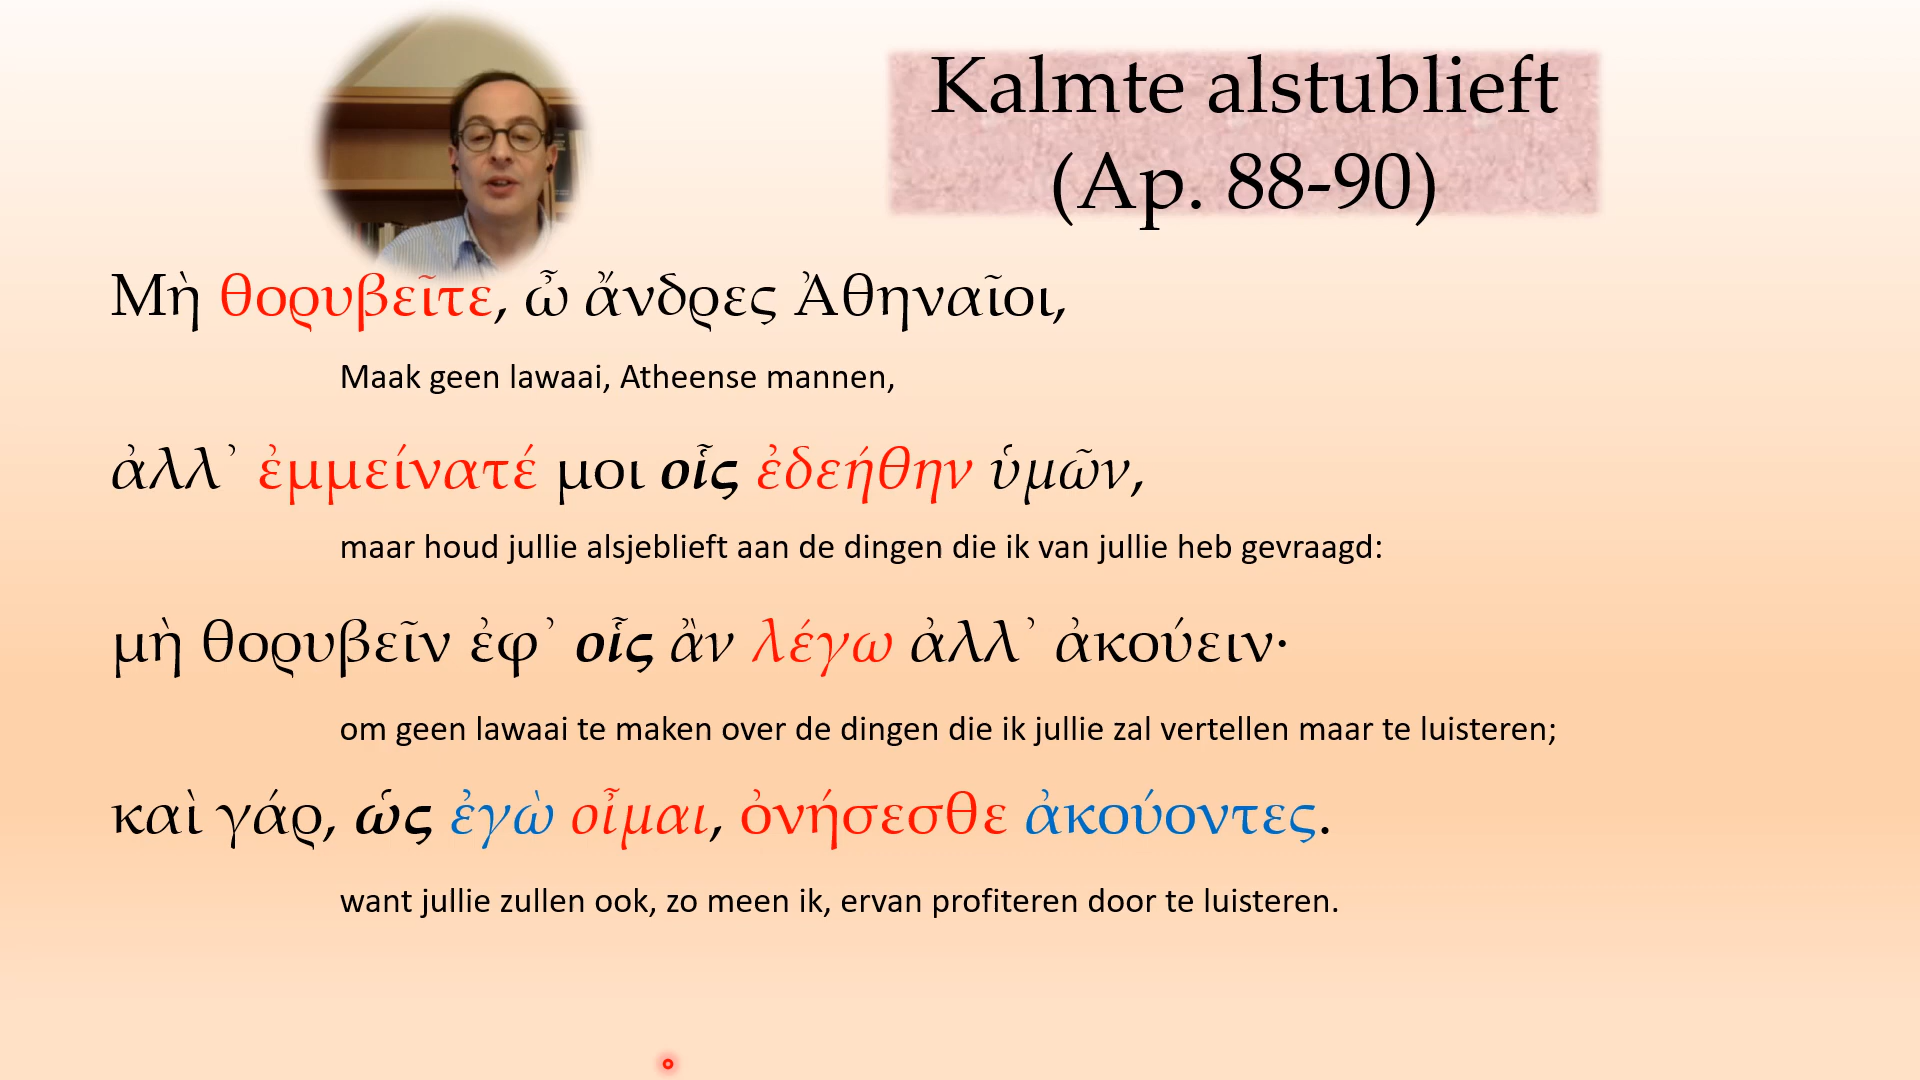 Kalmte alstublieft
(Ap. 88-90)
Μὴ θορυβεῖτε, ὦ ἄνδρες Ἀθηναῖοι,
Maak geen lawaai, Atheense mannen,
ἀλλ᾽ ἐμμείνατέ μοι οἷς ἐδεήθην ὑμῶν,
maar houd jullie alsjeblieft aan de dingen die ik van jullie heb gevraagd:
μὴ θορυβεῖν ἐφ᾽ οἷς ἂν λέγω ἀλλ᾽ ἀκούειν·
om geen lawaai te maken over de dingen die ik jullie zal vertellen maar te luisteren;
καὶ γάρ, ὡς ἐγὼ οἶμαι, ὀνήσεσθε ἀκούοντες.
want jullie zullen ook, zo meen ik, ervan profiteren door te luisteren.